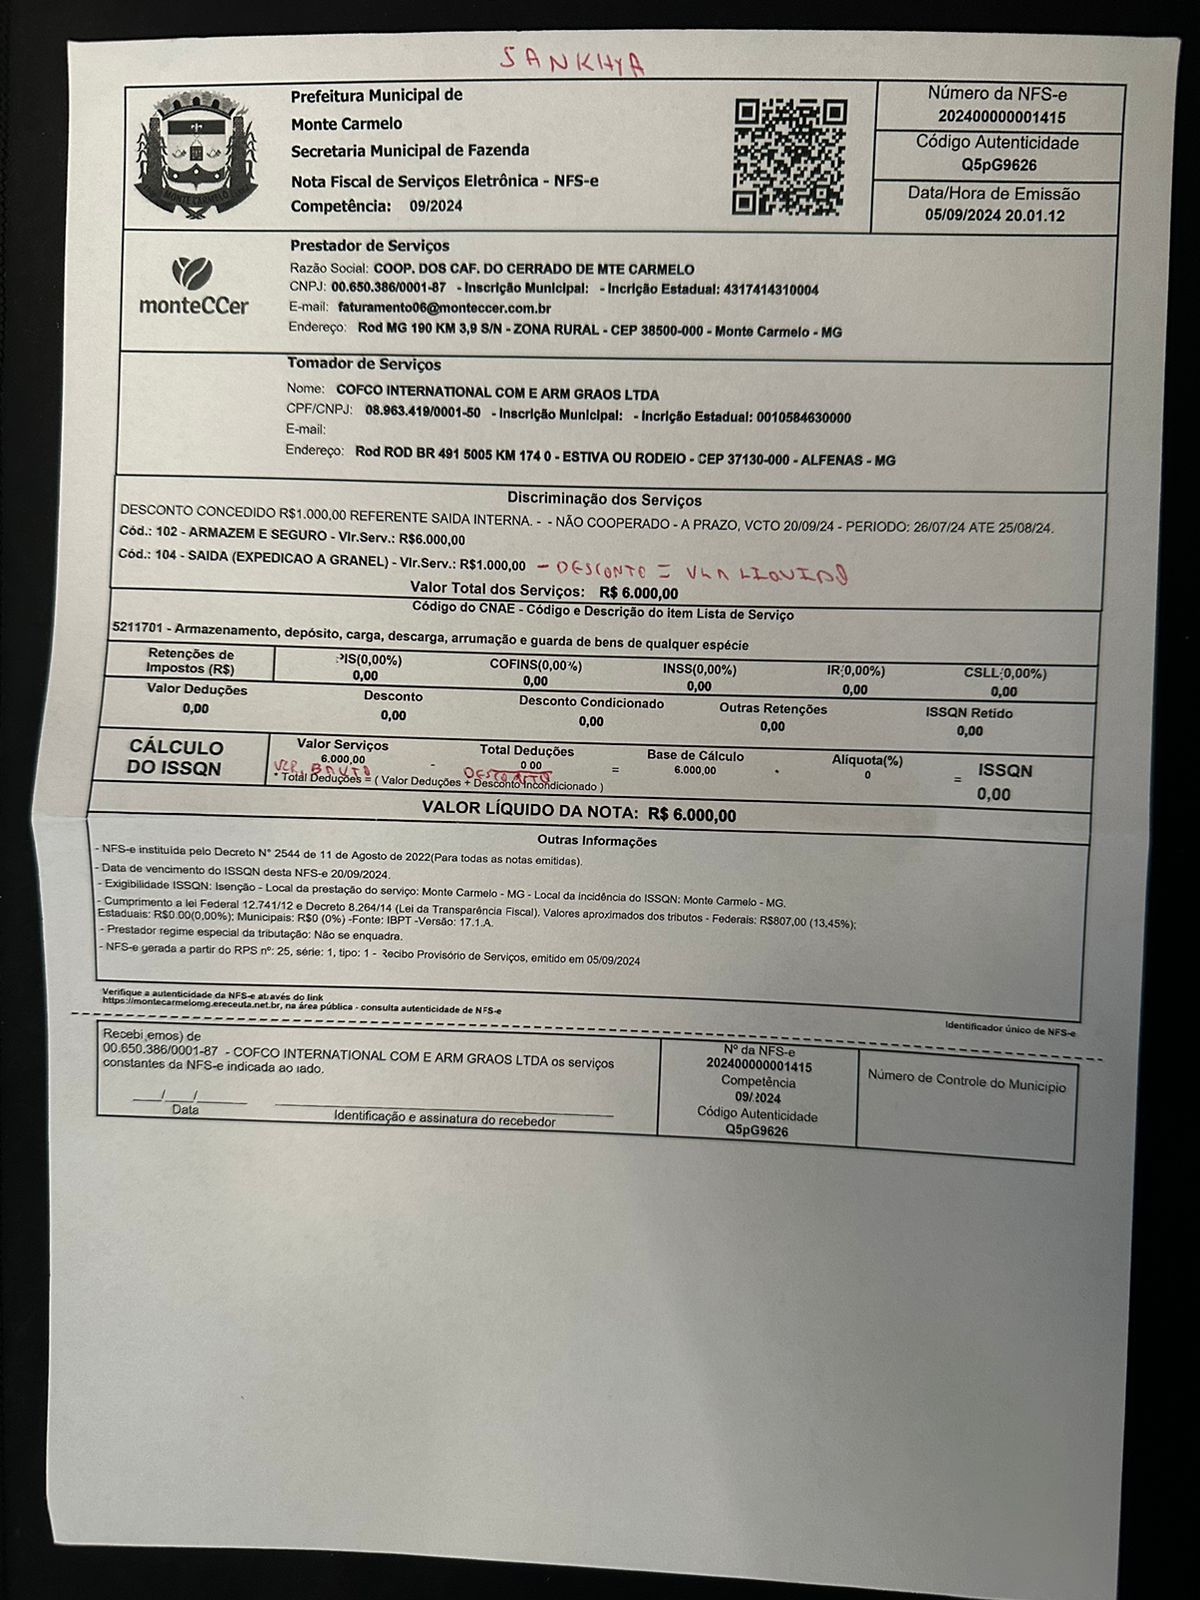 SANKHYA
Prefeitura Municipal de
Monte Carmelo
Secretaria Municipal de Fazenda
Nota Fiscal de Serviços Eletrônica - NFS-e
Competência: 09/2024
Número da NFS-e
202400000001415
Código Autenticidade
Q5pG9626
Data/Hora de Emissão
05/09/2024 20.01.12
MONTE CARMELO
monteCCer
Prestador de Serviços
Razão Social: COOP. DOS CAF. DO CERRADO DE MTE CARMELO
CNPJ: 00.650.386/0001-87 - Inscrição Municipal: - Incrição Estadual: 4317414310004
E-mail: faturamento06@monteccer.com.br
Endereço: Rod MG 190 KM 3,9 S/N - ZONA RURAL - CEP 38500-000 - Monte Carmelo - MG
Tomador de Serviços
Nome: COFCO INTERNATIONAL COM E ARM GRAOS LTDA
CPF/CNPJ: 08.963.419/0001-50 - Inscrição Municipal: - Incrição Estadual: 0010584630000
E-mail:
Endereço: Rod ROD BR 491 5005 KM 174 0 - ESTIVA OU RODEIO - CEP 37130-000 - ALFENAS - MG
Discriminação dos Serviços
DESCONTO CONCEDIDO R$1.000,00 REFERENTE SAIDA INTERNA. - - NÃO COOPERADO - A PRAZO, VCTO 20/09/24 - PERIODO: 26/07/24 ATE 25/08/24.
Cód.: 102 - ARMAZEM E SEGURO - Vlr.Serv.: R$6.000,00
Cód.: 104 - SAIDA (EXPEDICAO A GRANEL) - Vlr.Serv.: R$1.000,00 - DESCONTO = VLR LIQUIDO
Valor Total dos Serviços: R$ 6.000,00
Código do CNAE - Código e Descrição do item Lista de Serviço
5211701 - Armazenamento, depósito, carga, descarga, arrumação e guarda de bens de qualquer espécie
Retenções de Impostos (R$)
PIS(0,00%) COFINS(0,00%) INSS(0,00%) IR(0,00%) CSLL(0,00%)
0,00 0,00 0,00 0,00 0,00
Valor Deduções Desconto Desconto Condicionado Outras Retenções ISSQN Retido
0,00 0,00 0,00 0,00 0,00
CÁLCULO DO ISSQN
Valor Serviços - Total Deduções = Base de Cálculo * Alíquota(%) = ISSQN
6.000,00 0 00 6.000,00 0 0,00
VLR. BRUTO DESCONTO
* Total Deduções = ( Valor Deduções + Desconto Incondicionado )
VALOR LÍQUIDO DA NOTA: R$ 6.000,00
Outras Informações
- NFS-e instituída pelo Decreto N° 2544 de 11 de Agosto de 2022(Para todas as notas emitidas).
- Data de vencimento do ISSQN desta NFS-e 20/09/2024.
- Exigibilidade ISSQN: Isenção - Local da prestação do serviço: Monte Carmelo - MG - Local da incidência do ISSQN: Monte Carmelo - MG.
- Cumprimento a lei Federal 12.741/12 e Decreto 8.264/14 (Lei da Transparência Fiscal). Valores aproximados dos tributos - Federais: R$807,00 (13,45%);
Estaduais: R$0.00(0,00%); Municipais: R$0 (0%) -Fonte: IBPT -Versão: 17.1.A.
- Prestador regime especial da tributação: Não se enquadra.
- NFS-e gerada a partir do RPS nº: 25, série: 1, tipo: 1 - Recibo Provisório de Serviços, emitido em 05/09/2024
Verifique a autenticidade da NFS-e através do link
https://montecarmelomg.ereceuta.net.br, na área pública - consulta autenticidade de NFS-e
Identificador único de NFS-e
Recebi(emos) de
00.650.386/0001-87 - COFCO INTERNATIONAL COM E ARM GRAOS LTDA os serviços
constantes da NFS-e indicada ao lado.
___/___/______
Data
Identificação e assinatura do recebedor
Nº da NFS-e
202400000001415
Competência
09/2024
Código Autenticidade
Q5pG9626
Número de Controle do Município